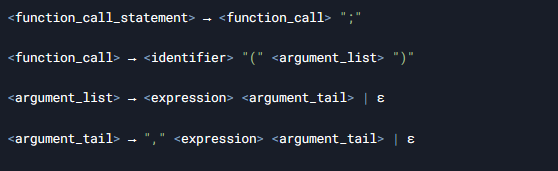 <function_call_statement> → <function_call> ";"
<function_call> → <identifier> "(" <argument_list> ")"
<argument_list> → <expression> <argument_tail> | ε
<argument_tail> → "," <expression> <argument_tail> | ε